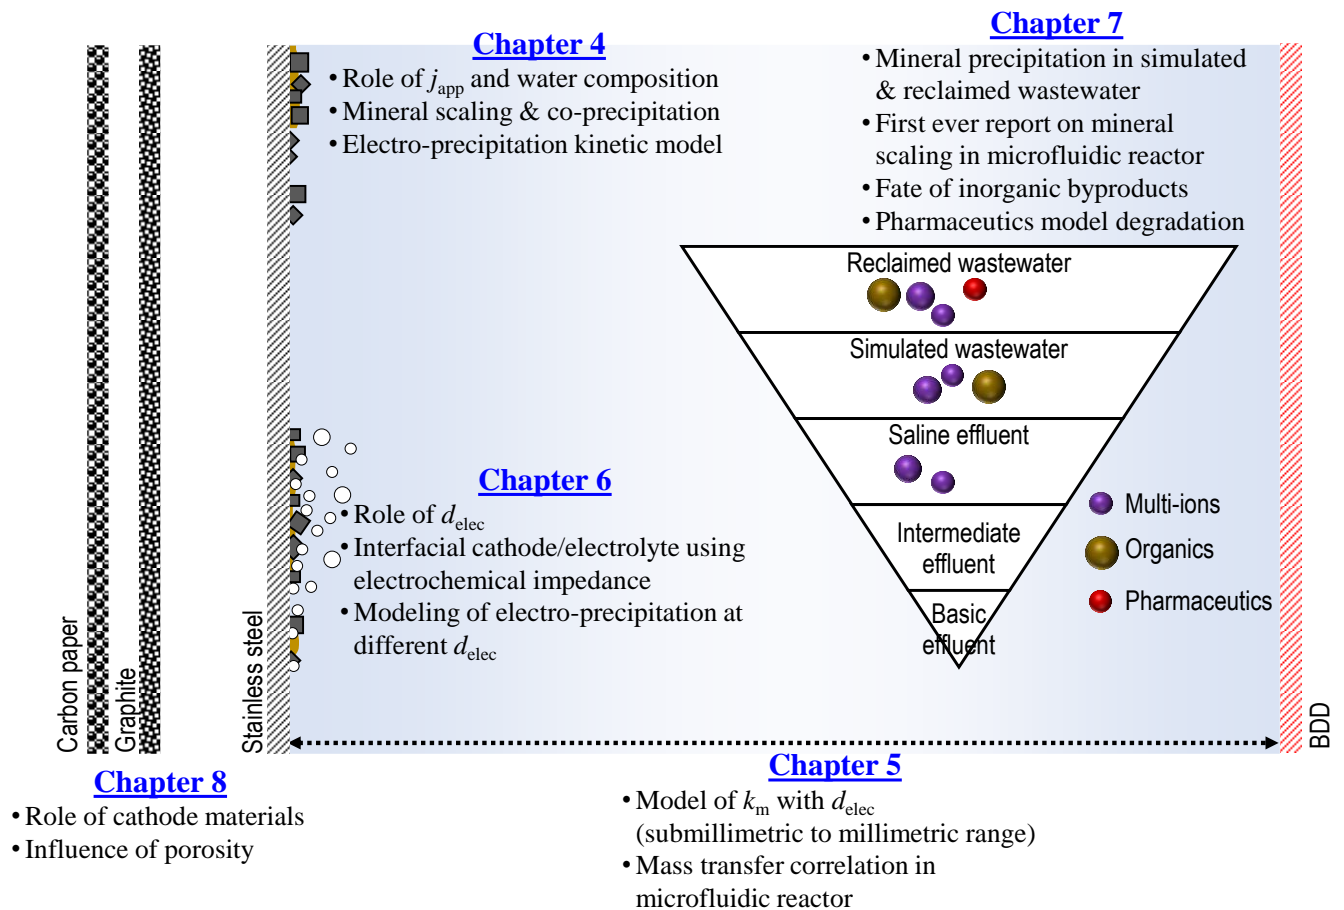 Chapter 4
• Role of japp and water composition
• Mineral scaling & co-precipitation
• Electro-precipitation kinetic model
Chapter 7
• Mineral precipitation in simulated
& reclaimed wastewater
• First ever report on mineral
scaling in microfluidic reactor
• Fate of inorganic byproducts
• Pharmaceutics model degradation
Reclaimed wastewater
Simulated wastewater
Saline effluent
Intermediate
effluent
Basic
effluent
Multi-ions
Organics
Pharmaceutics
Chapter 6
• Role of delec
• Interfacial cathode/electrolyte using
electrochemical impedance
• Modeling of electro-precipitation at
different delec
Carbon paper
Graphite
Stainless steel
BDD
Chapter 8
• Role of cathode materials
• Influence of porosity
Chapter 5
• Model of km with delec
(submillimetric to millimetric range)
• Mass transfer correlation in
microfluidic reactor